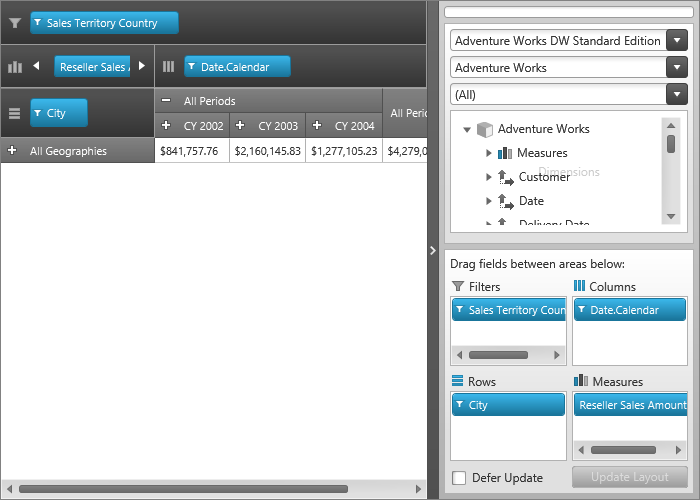 Sales Territory Country
Reseller Sales A
Date.Calendar
City
All Periods
All Perio
CY 2002
CY 2003
CY 2004
All Geographies
$841,757.76
$2,160,145.83
$1,277,105.23
$4,279,0
Adventure Works DW Standard Edition
Adventure Works
(All)
Adventure Works
Measures
Dimensions
Customer
Date
Delivery Date
Drag fields between areas below:
Filters
Columns
Sales Territory Coun
Date.Calendar
Rows
Measures
City
Reseller Sales Amount
Defer Update
Update Layout